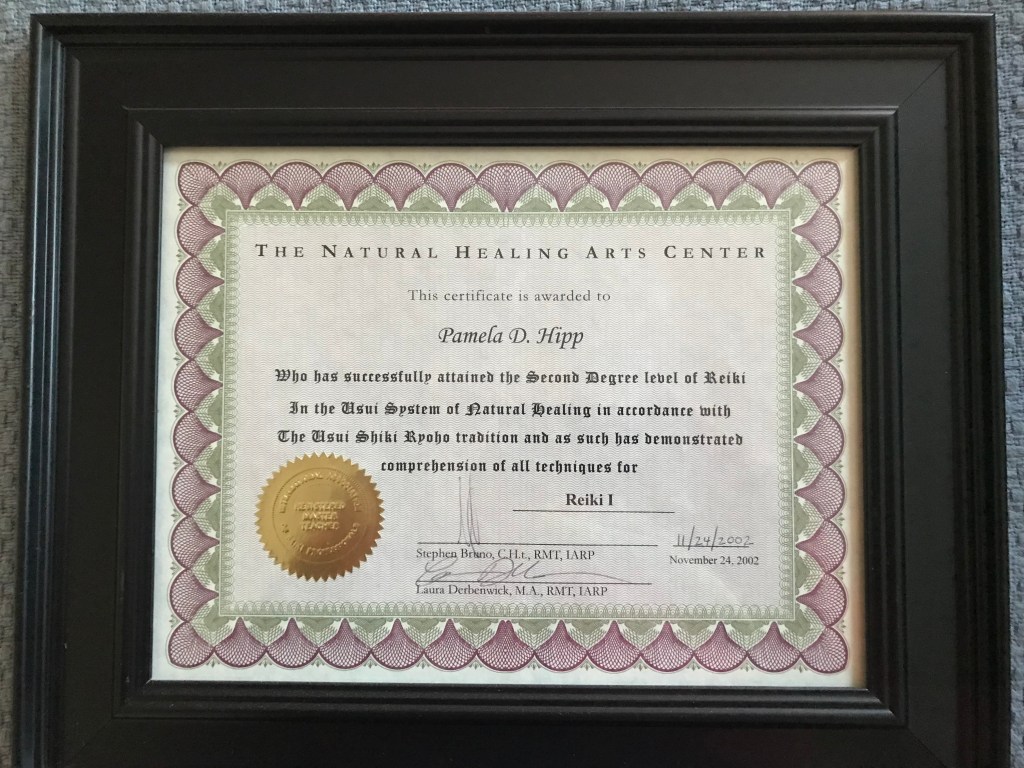 THE NATURAL HEALING ARTS CENTER
This certificate is awarded to
Pamela D. Hipp
Who has successfully attained the Second Degree level of Reiki
In the Usui System of Natural Healing in accordance with
The Usui Shiki Ryoho tradition and as such has demonstrated
comprehension of all techniques for
Reiki I
REGISTERED
MASTER
TEACHER
11/24/2002
Stephen Bruno, C.Ht., RMT, IARP
November 24, 2002
Laura Derbenwick, M.A., RMT, IARP